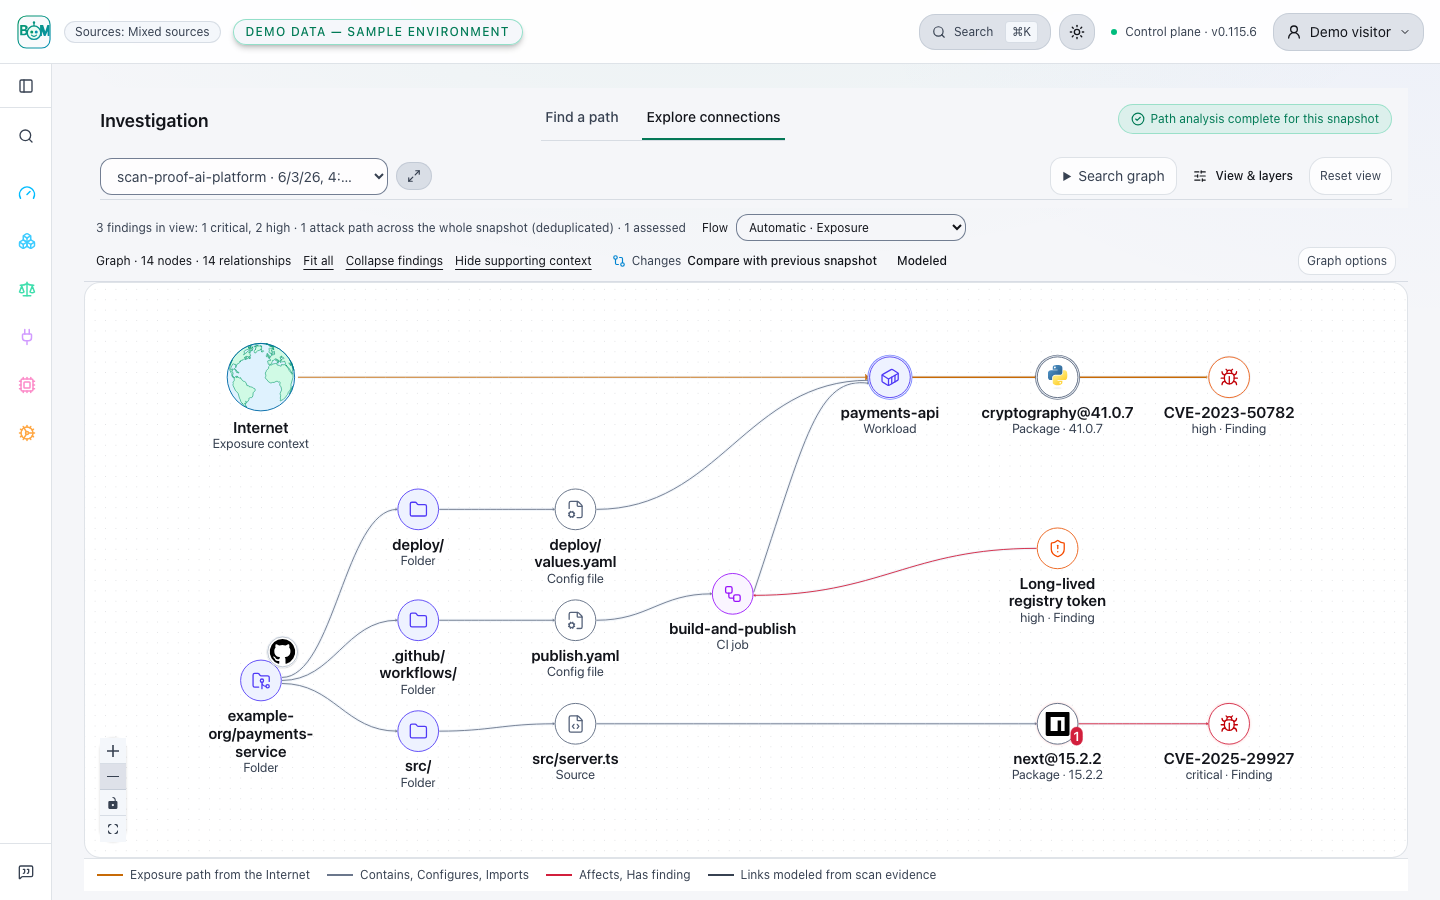 BOM
Sources: Mixed sources
DEMO DATA — SAMPLE ENVIRONMENT
Search ⌘K
Control plane · v0.115.6
Demo visitor
Investigation
Find a path
Explore connections
Path analysis complete for this snapshot
scan-proof-ai-platform · 6/3/26, 4:...
Search graph
View & layers
Reset view
3 findings in view: 1 critical, 2 high · 1 attack path across the whole snapshot (deduplicated) · 1 assessed
Flow
Automatic · Exposure
Graph · 14 nodes · 14 relationships
Fit all
Collapse findings
Hide supporting context
Changes
Compare with previous snapshot
Modeled
Graph options
Internet
Exposure context
payments-api
Workload
cryptography@41.0.7
Package · 41.0.7
CVE-2023-50782
high · Finding
deploy/
Folder
deploy/
values.yaml
Config file
Long-lived
registry token
high · Finding
build-and-publish
CI job
.github/
workflows/
Folder
publish.yaml
Config file
example-
org/payments-
service
Folder
src/
Folder
src/server.ts
Source
1
next@15.2.2
Package · 15.2.2
CVE-2025-29927
critical · Finding
Exposure path from the Internet
Contains, Configures, Imports
Affects, Has finding
Links modeled from scan evidence